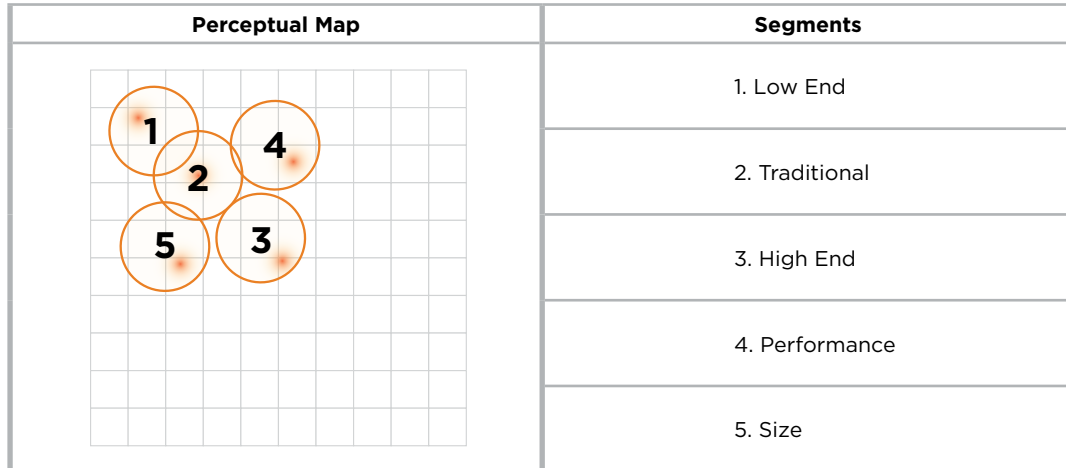 Perceptual Map
Segments
1
4
2
5
3
1. Low End
2. Traditional
3. High End
4. Performance
5. Size